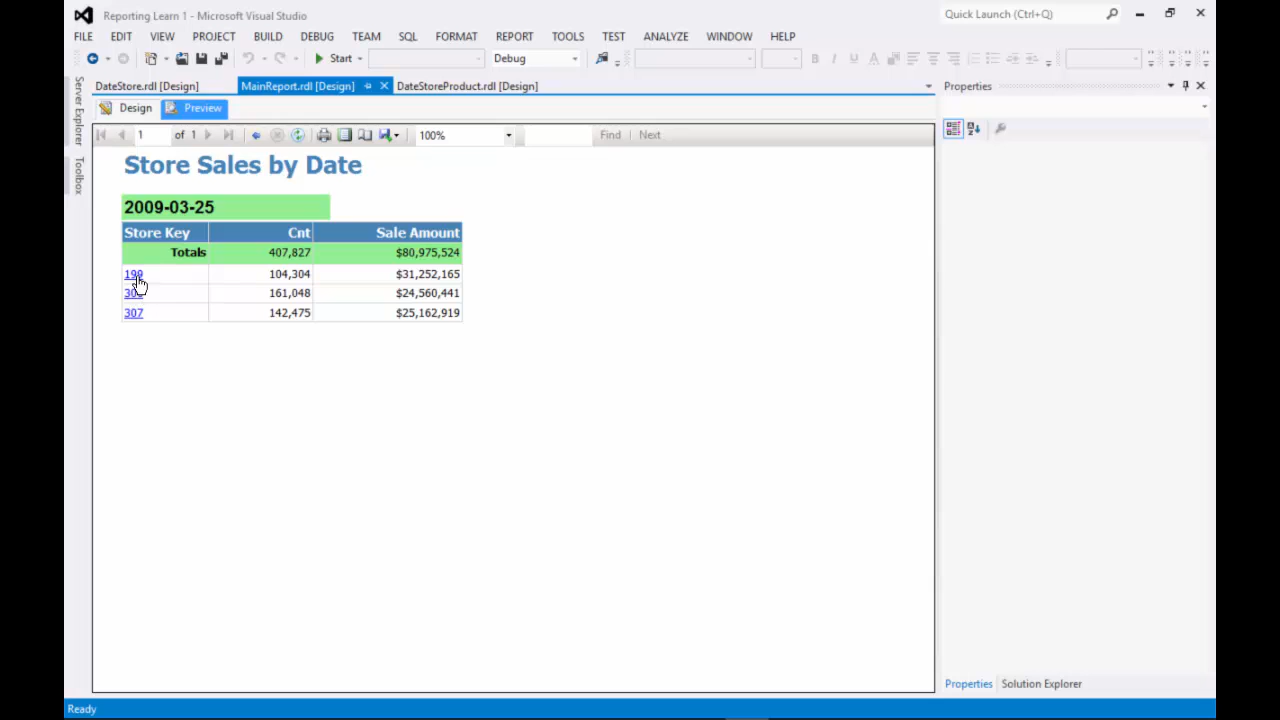 Reporting Learn 1 - Microsoft Visual Studio
Quick Launch (Ctrl+Q)
FILE EDIT VIEW PROJECT BUILD DEBUG TEAM SQL FORMAT REPORT TOOLS TEST ANALYZE WINDOW HELP
Start Debug
Server Explorer
Toolbox
DateStore.rdl [Design] MainReport.rdl [Design] DateStoreProduct.rdl [Design]
Properties
Design Preview
1 of 1 100% Find | Next
Store Sales by Date
2009-03-25
Store Key Cnt Sale Amount
Totals 407,827 $80,975,524
199 104,304 $31,252,165
161,048 $24,560,441
307 142,475 $25,162,919
Properties Solution Explorer
Ready